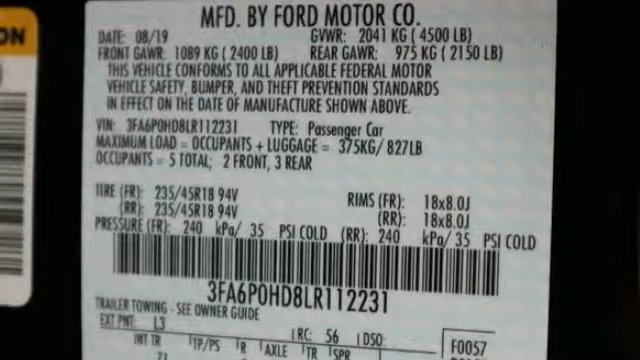 MFD. BY FORD MOTOR CO.
DATE: 08/19 GVWR: 2041 KG ( 4500 LB)
FRONT GAWR: 1089 KG ( 2400 LB) REAR GAWR: 975 KG ( 2150 LB)
THIS VEHICLE CONFORMS TO ALL APPLICABLE FEDERAL MOTOR
VEHICLE SAFETY, BUMPER, AND THEFT PREVENTION STANDARDS
IN EFFECT ON THE DATE OF MANUFACTURE SHOWN ABOVE.
VIN: 3FA6P0HD8LR112231 TYPE: Passenger Car
MAXIMUM LOAD = OCCUPANTS + LUGGAGE = 375KG/ 827LB
OCCUPANTS = 5 TOTAL; 2 FRONT, 3 REAR
TIRE (FR): 235/45R18 94V RIMS (FR): 18x8.0J
(RR): 235/45R18 94V (RR): 18x8.0J
PRESSURE (FR): 240 kPa/ 35 PSI COLD (RR): 240 kPa/ 35 PSI COLD
3FA6P0HD8LR112231
TRAILER TOWING - SEE OWNER GUIDE
EXT PNT: L3 RC: 56 DSO: F0057
INT TR TP/PS R AXLE TR SPR
ON